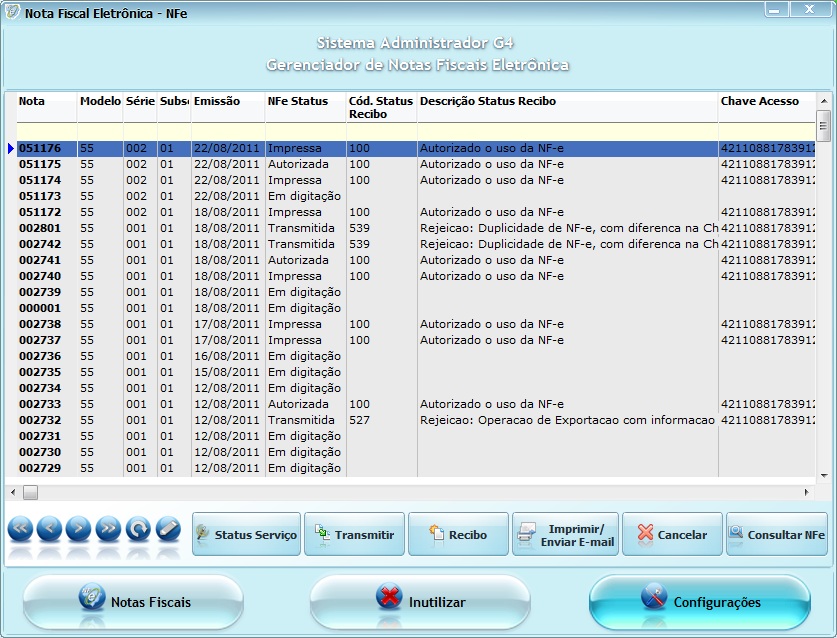 Nota Fiscal Eletrônica - NFe
Sistema Administrador G4
Gerenciador de Notas Fiscais Eletrônica
Nota Modelo Série Subse Emissão NFe Status Cód. Status Recibo Descrição Status Recibo Chave Acesso
051176 55 002 01 22/08/2011 Impressa 100 Autorizado o uso da NF-e 42110881783912
051175 55 002 01 22/08/2011 Autorizada 100 Autorizado o uso da NF-e 42110881783912
051174 55 002 01 22/08/2011 Impressa 100 Autorizado o uso da NF-e 42110881783912
051173 55 002 01 22/08/2011 Em digitação
051172 55 002 01 18/08/2011 Impressa 100 Autorizado o uso da NF-e 42110881783912
002801 55 001 01 18/08/2011 Transmitida 539 Rejeicao: Duplicidade de NF-e, com diferenca na Ch 42110881783912
002742 55 001 01 18/08/2011 Transmitida 539 Rejeicao: Duplicidade de NF-e, com diferenca na Ch 42110881783912
002741 55 001 01 18/08/2011 Autorizada 100 Autorizado o uso da NF-e 42110881783912
002740 55 001 01 18/08/2011 Impressa 100 Autorizado o uso da NF-e 42110881783912
002739 55 001 01 18/08/2011 Em digitação
000001 55 001 01 18/08/2011 Em digitação
002738 55 001 01 17/08/2011 Impressa 100 Autorizado o uso da NF-e 42110881783912
002737 55 001 01 17/08/2011 Impressa 100 Autorizado o uso da NF-e 42110881783912
002736 55 001 01 16/08/2011 Em digitação
002735 55 001 01 15/08/2011 Em digitação
002734 55 001 01 12/08/2011 Em digitação
002733 55 001 01 12/08/2011 Autorizada 100 Autorizado o uso da NF-e 42110881783912
002732 55 001 01 12/08/2011 Transmitida 527 Rejeicao: Operacao de Exportacao com informacao 42110881783912
002731 55 001 01 12/08/2011 Em digitação
002730 55 001 01 12/08/2011 Em digitação
002729 55 001 01 12/08/2011 Em digitação
Status Serviço Transmitir Recibo Imprimir/ Enviar E-mail Cancelar Consultar NFe
Notas Fiscais Inutilizar Configurações